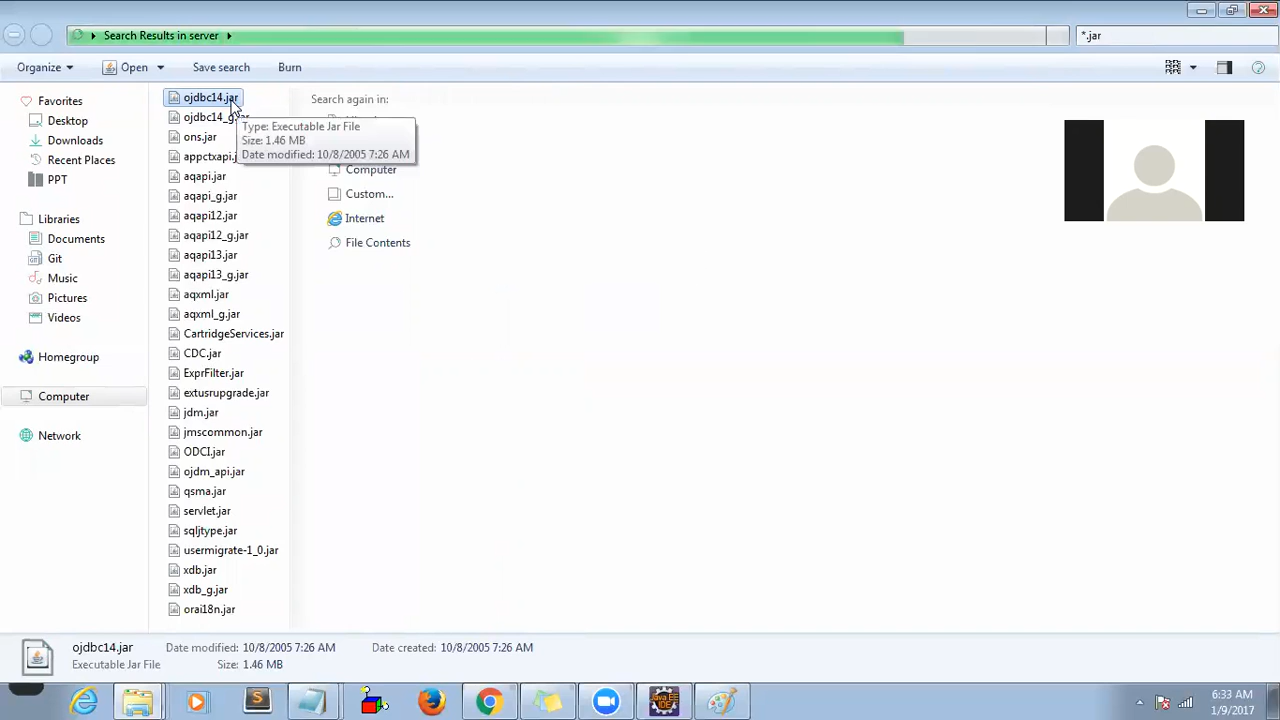 Search Results in server
*.jar
Organize
Open
Save search
Burn
Favorites
Desktop
Downloads
Recent Places
PPT
Libraries
Documents
Git
Music
Pictures
Videos
Homegroup
Computer
Network
ojdbc14.jar
ons.jar
aqapi.jar
aqapi_g.jar
aqapi12.jar
aqapi12_g.jar
aqapi13.jar
aqapi13_g.jar
aqxml.jar
aqxml_g.jar
CartridgeServices.jar
CDC.jar
ExprFilter.jar
extusrupgrade.jar
jdm.jar
jmscommon.jar
ODCI.jar
ojdm_api.jar
qsma.jar
servlet.jar
sqljtype.jar
usermigrate-1_0.jar
xdb.jar
xdb_g.jar
orai18n.jar
Type: Executable Jar File
Size: 1.46 MB
Date modified: 10/8/2005 7:26 AM
Search again in:
Computer
Custom...
Internet
File Contents
ojdbc14.jar Date modified: 10/8/2005 7:26 AM Date created: 10/8/2005 7:26 AM
Executable Jar File Size: 1.46 MB
Java EE
IDE
6:33 AM
1/9/2017